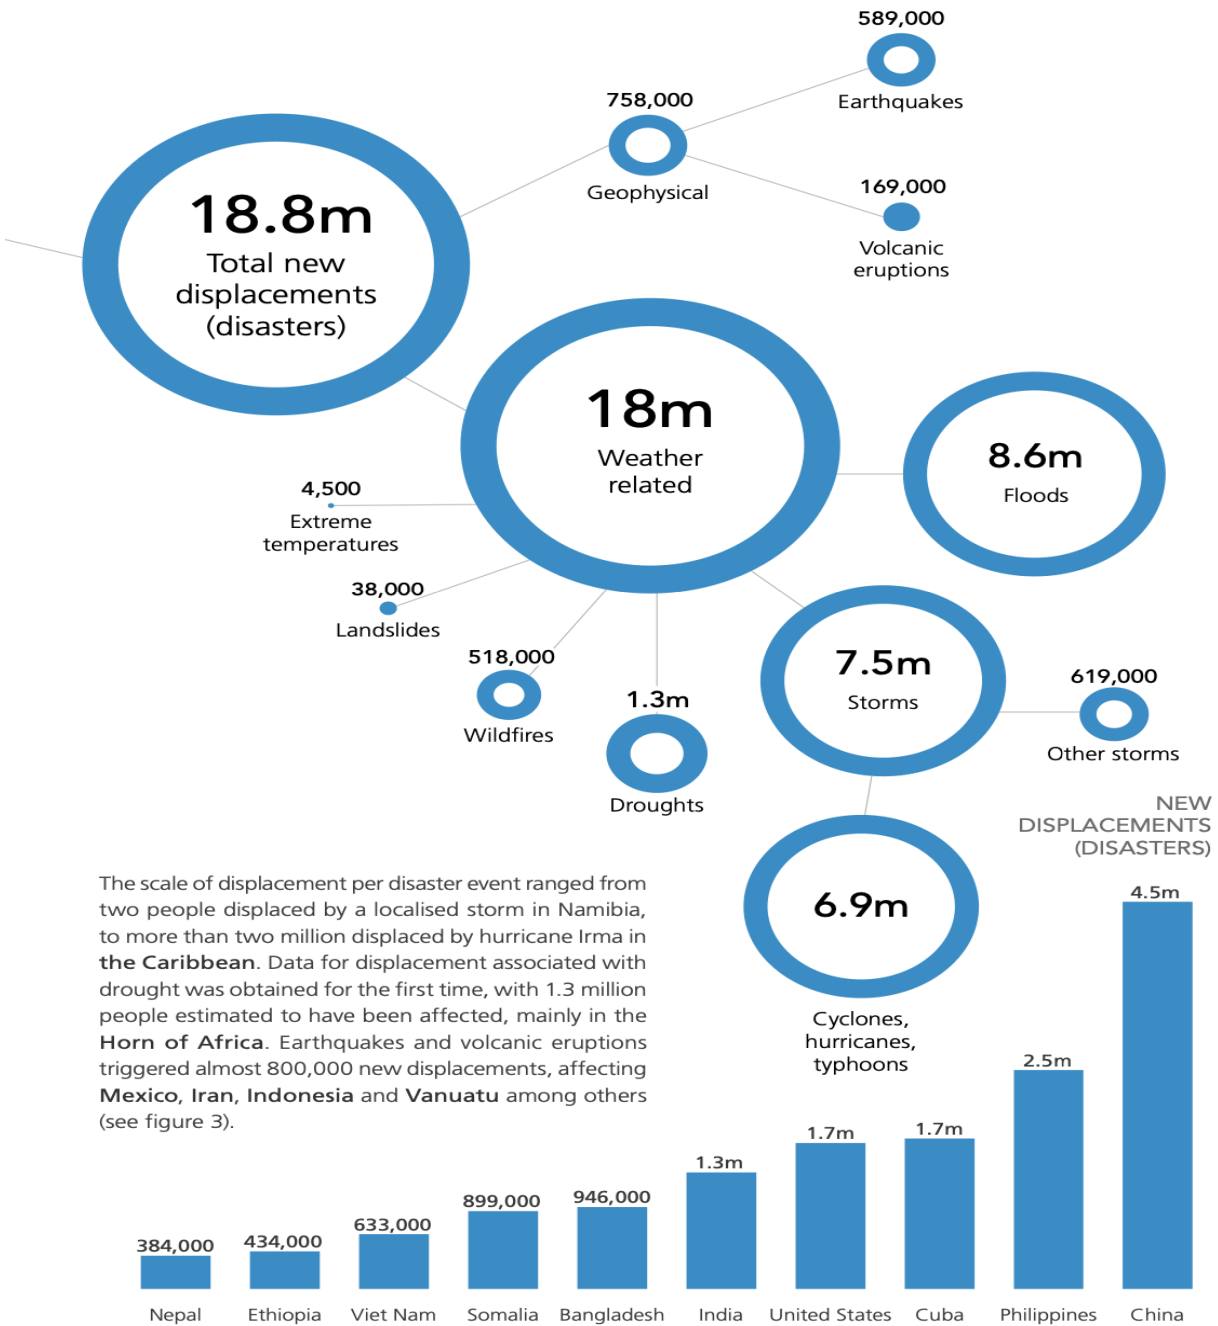 589,000
Earthquakes
758,000
Geophysical
169,000
Volcanic
eruptions
18.8m
Total new
displacements
(disasters)
18m
Weather
related
8.6m
Floods
4,500
Extreme
temperatures
38,000
Landslides
518,000
Wildfires
1.3m
Droughts
7.5m
Storms
619,000
Other storms
6.9m
Cyclones,
hurricanes,
typhoons
The scale of displacement per disaster event ranged from
two people displaced by a localised storm in Namibia,
to more than two million displaced by hurricane Irma in
the Caribbean. Data for displacement associated with
drought was obtained for the first time, with 1.3 million
people estimated to have been affected, mainly in the
Horn of Africa. Earthquakes and volcanic eruptions
triggered almost 800,000 new displacements, affecting
Mexico, Iran, Indonesia and Vanuatu among others
(see figure 3).
NEW
DISPLACEMENTS
(DISASTERS)
384,000
434,000
633,000
899,000
946,000
1.3m
1.7m
1.7m
2.5m
4.5m
Nepal
Ethiopia
Viet Nam
Somalia
Bangladesh
India
United States
Cuba
Philippines
China